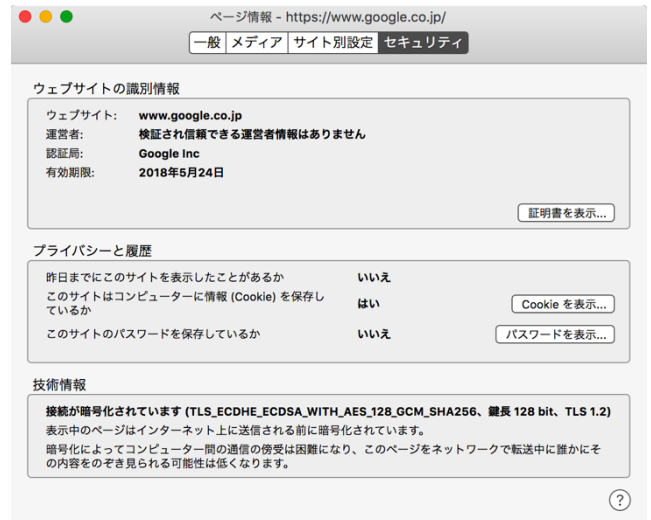 ページ情報 - https://www.google.co.jp/
一般 メディア サイト別設定 セキュリティ
ウェブサイトの識別情報
ウェブサイト: www.google.co.jp
運営者: 検証され信頼できる運営者情報はありません
認証局: Google Inc
有効期限: 2018年5月24日
証明書を表示...
プライバシーと履歴
昨日までにこのサイトを表示したことがあるか いいえ
このサイトはコンピューターに情報 (Cookie) を保存し
ているか はい Cookie を表示...
このサイトのパスワードを保存しているか いいえ パスワードを表示...
技術情報
接続が暗号化されています (TLS_ECDHE_ECDSA_WITH_AES_128_GCM_SHA256、鍵長 128 bit、TLS 1.2)
表示中のページはインターネット上に送信される前に暗号化されています。
暗号化によってコンピューター間の通信の傍受は困難になり、このページをネットワークで転送中に誰かにそ
の内容をのぞき見られる可能性は低くなります。
?